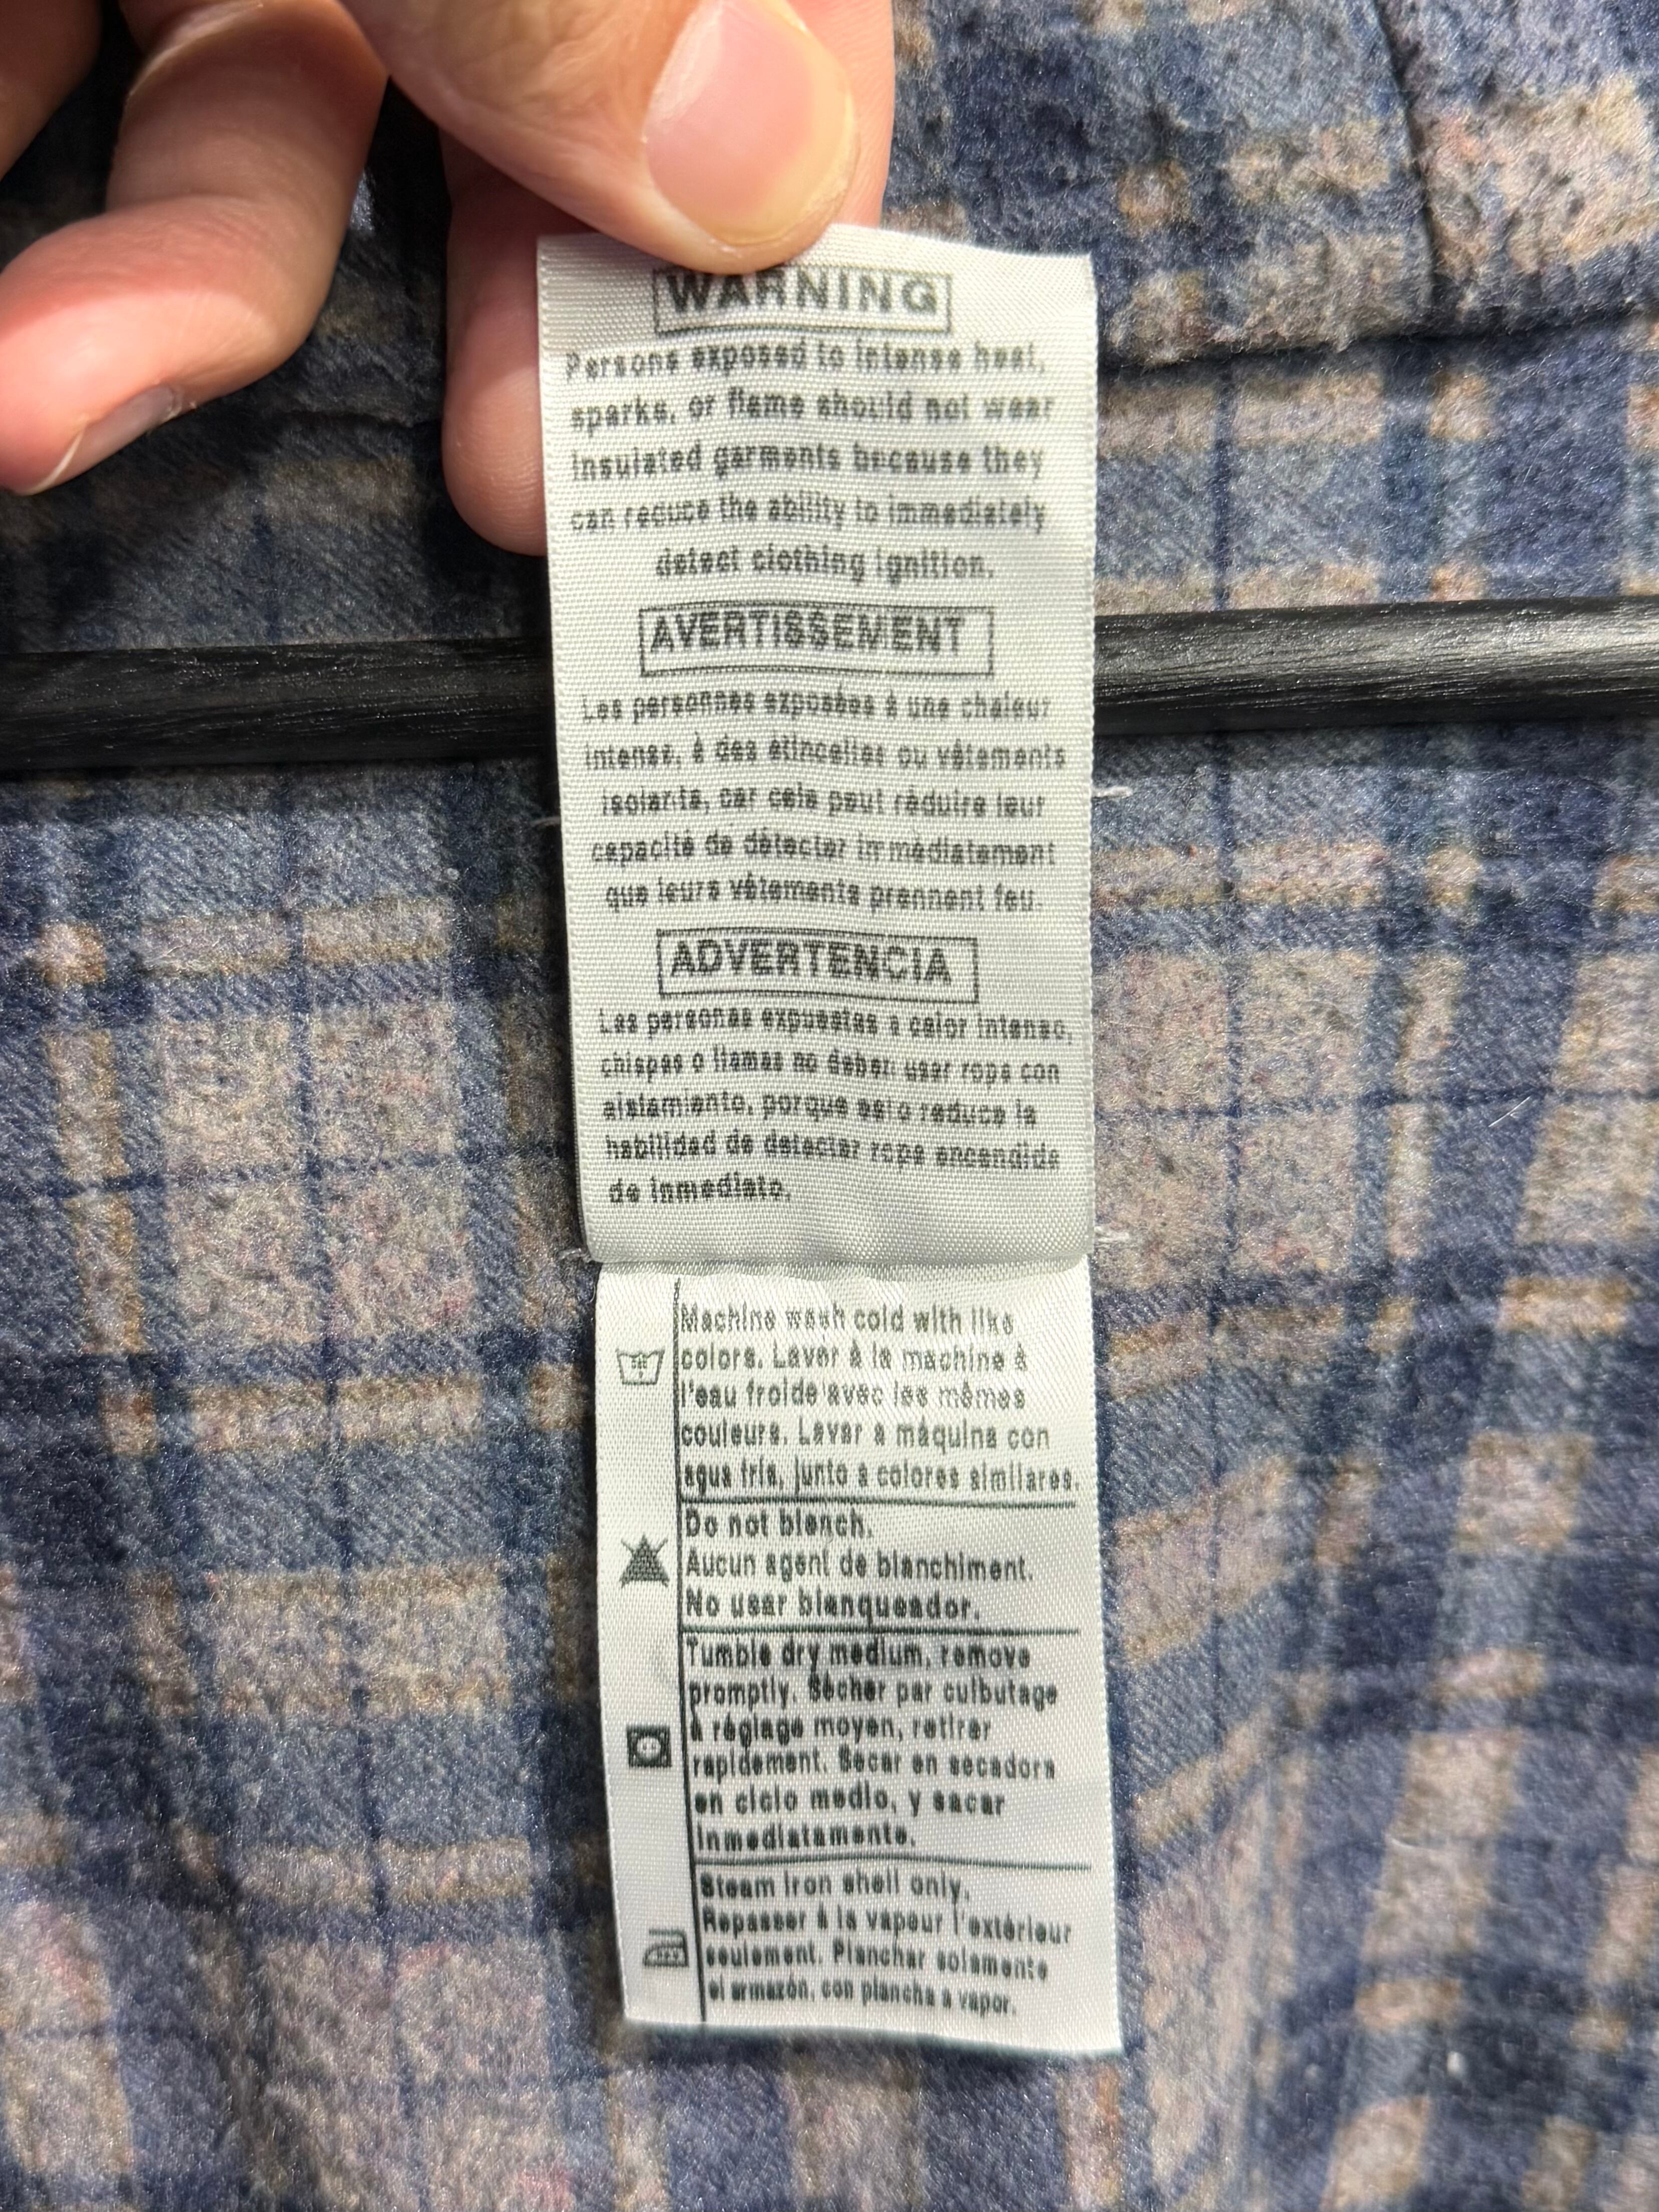 WARNING
Persons exposed to intense heat,
sparks, or flame should not wear
insulated garments because they
can reduce the ability to immediately
detect clothing ignition.
AVERTISSEMENT
Les personnes exposées à une chaleur
intense, à des étincelles ou vêtements
isolants, car cela peut réduire leur
capacité de détecter immédiatement
que leurs vêtements prennent feu.
ADVERTENCIA
Las personas expuestas a calor intenso,
chispas o llamas no deben usar ropa con
aislamiento, porque esto reduce la
habilidad de detectar ropa encendida
de inmediato.
Machine wash cold with like
colors. Laver à la machine à
l'eau froide avec les mêmes
couleurs. Lavar a máquina con
agua fría, junto a colores similares.
Do not bleach.
Aucun agent de blanchiment.
No usar blanqueador.
Tumble dry medium, remove
promptly. Sécher par culbutage
à réglage moyen, retirer
rapidement. Secar en secadora
en ciclo medio, y sacar
inmediatamente.
Steam iron shell only.
Repasser à la vapeur l'extérieur
seulement. Planchar solamente
el armazón, con plancha a vapor.